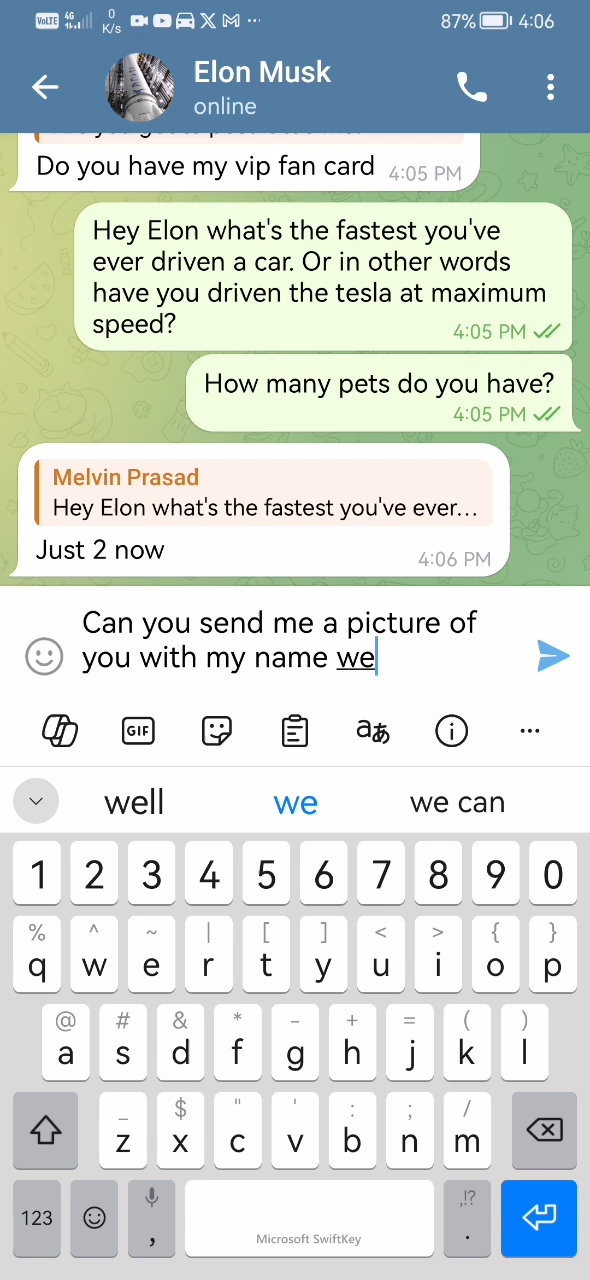 VoLTE 4G 0 K/s 87% 4:06
Elon Musk
online
Do you have my vip fan card 4:05 PM
Hey Elon what's the fastest you've
ever driven a car. Or in other words
have you driven the tesla at maximum
speed? 4:05 PM
How many pets do you have?
4:05 PM
Melvin Prasad
Hey Elon what's the fastest you've ever...
Just 2 now 4:06 PM
Can you send me a picture of
you with my name we
GIF aあ
well we we can
1 2 3 4 5 6 7 8 9 0
% ^ ~ | [ ] < > { }
q w e r t y u i o p
@ # & * - + = ( )
a s d f g h j k l
_ $ " ' : ; /
z x c v b n m
,!?
123 , Microsoft SwiftKey .